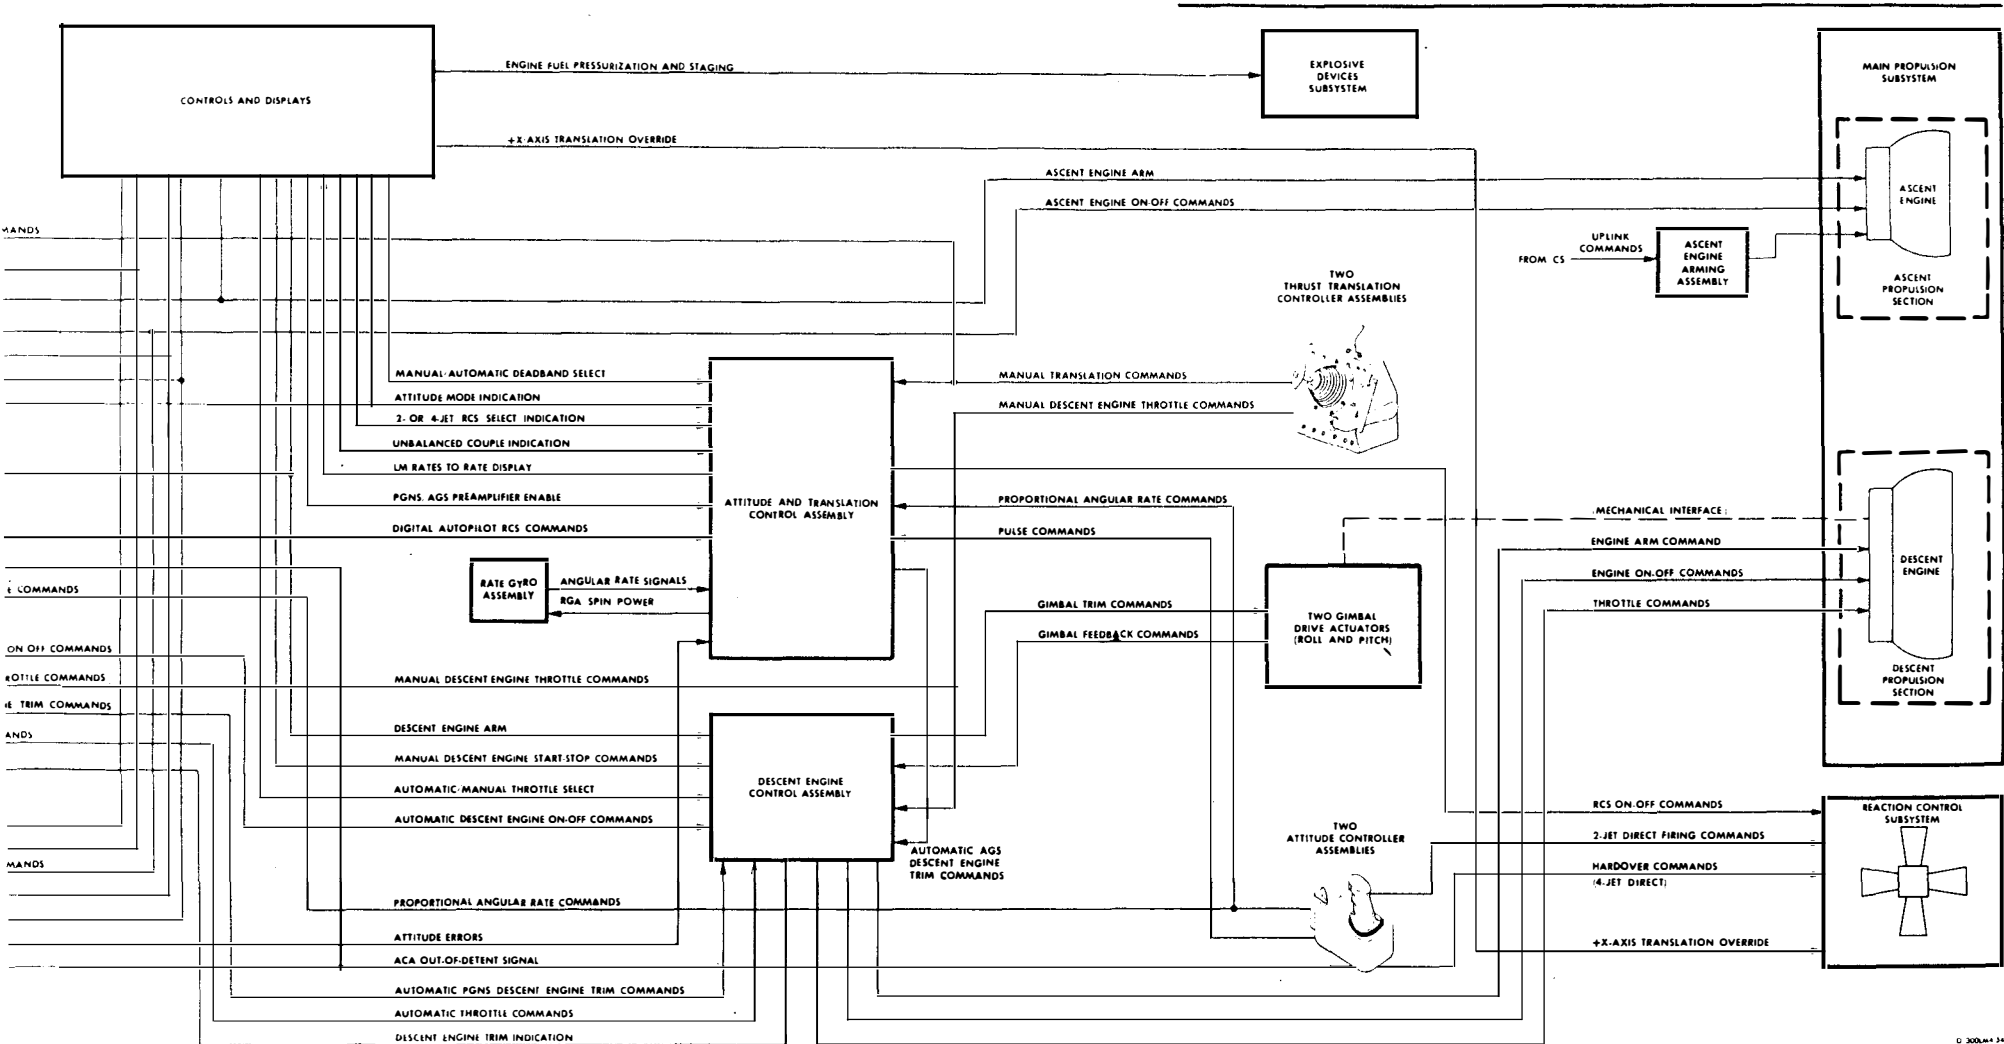 CONTROLS AND DISPLAYS
ENGINE FUEL PRESSURIZATION AND STAGING
EXPLOSIVE
DEVICES
SUBSYSTEM
MAIN PROPULSION
SUBSYSTEM
+X-AXIS TRANSLATION OVERRIDE
ASCENT ENGINE ARM
ASCENT ENGINE ON-OFF COMMANDS
ASCENT
ENGINE
ASCENT
PROPULSION
SECTION
UPLINK
COMMANDS
FROM CS
ASCENT
ENGINE
ARMING
ASSEMBLY
MANDS
TWO
THRUST TRANSLATION
CONTROLLER ASSEMBLIES
MANUAL-AUTOMATIC DEADBAND SELECT
ATTITUDE MODE INDICATION
2- OR 4-JET RCS SELECT INDICATION
UNBALANCED COUPLE INDICATION
LM RATES TO RATE DISPLAY
PGNS, AGS PREAMPLIFIER ENABLE
DIGITAL AUTOPILOT RCS COMMANDS
ATTITUDE AND TRANSLATION
CONTROL ASSEMBLY
MANUAL TRANSLATION COMMANDS
MANUAL DESCENT ENGINE THROTTLE COMMANDS
PROPORTIONAL ANGULAR RATE COMMANDS
PULSE COMMANDS
RATE GYRO
ASSEMBLY
ANGULAR RATE SIGNALS
RGA SPIN POWER
GIMBAL TRIM COMMANDS
GIMBAL FEEDBACK COMMANDS
TWO GIMBAL
DRIVE ACTUATORS
(ROLL AND PITCH)
(MECHANICAL INTERFACE)
ENGINE ARM COMMAND
ENGINE ON-OFF COMMANDS
THROTTLE COMMANDS
DESCENT
ENGINE
DESCENT
PROPULSION
SECTION
E COMMANDS
ON OFF COMMANDS
ROTTLE COMMANDS
E TRIM COMMANDS
ANDS
MANDS
MANUAL DESCENT ENGINE THROTTLE COMMANDS
DESCENT ENGINE ARM
MANUAL DESCENT ENGINE START-STOP COMMANDS
AUTOMATIC-MANUAL THROTTLE SELECT
AUTOMATIC DESCENT ENGINE ON-OFF COMMANDS
DESCENT ENGINE
CONTROL ASSEMBLY
AUTOMATIC AGS
DESCENT ENGINE
TRIM COMMANDS
TWO
ATTITUDE CONTROLLER
ASSEMBLIES
RCS ON-OFF COMMANDS
2-JET DIRECT FIRING COMMANDS
HARDOVER COMMANDS
(4-JET DIRECT)
+X-AXIS TRANSLATION OVERRIDE
REACTION CONTROL
SUBSYSTEM
PROPORTIONAL ANGULAR RATE COMMANDS
ATTITUDE ERRORS
ACA OUT-OF-DETENT SIGNAL
AUTOMATIC PGNS DESCENT ENGINE TRIM COMMANDS
AUTOMATIC THROTTLE COMMANDS
DESCENT ENGINE TRIM INDICATION